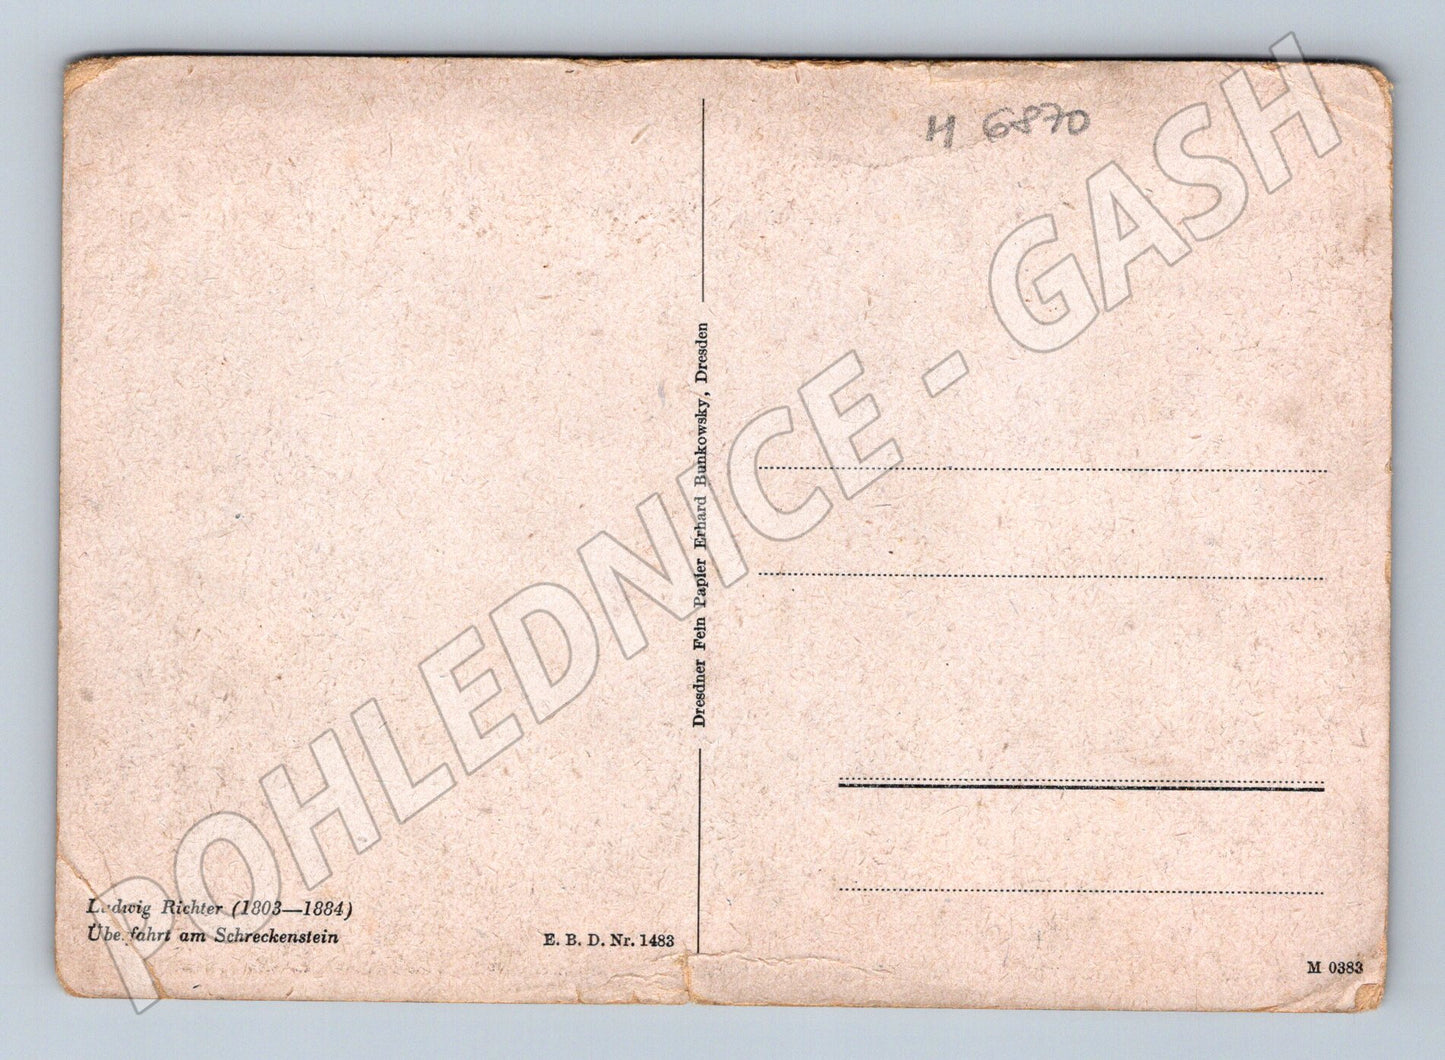 H 6870
Dresdner Fein Papier Erhard Bunkowsky, Dresden
Ludwig Richter (1803—1884)
Überfahrt am Schreckenstein
E. B. D. Nr. 1483
M 0383
POHLEDNICE - GASH